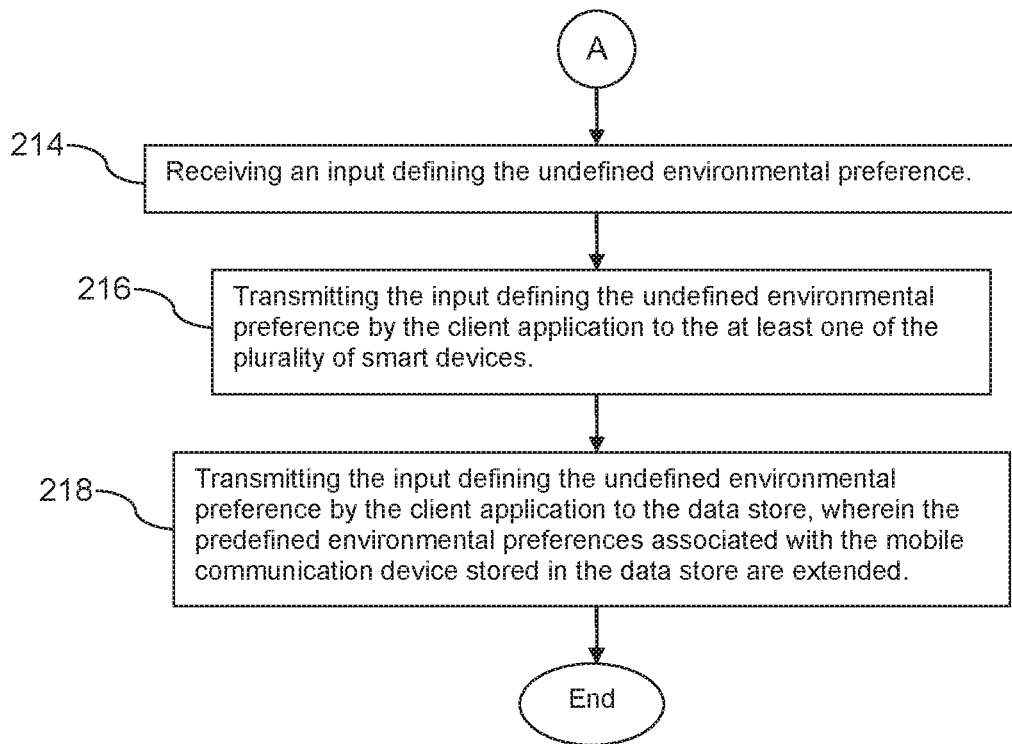 A
214
Receiving an input defining the undefined environmental preference.
216
Transmitting the input defining the undefined environmental
preference by the client application to the at least one of the
plurality of smart devices.
218
Transmitting the input defining the undefined environmental
preference by the client application to the data store, wherein the
predefined environmental preferences associated with the mobile
communication device stored in the data store are extended.
End